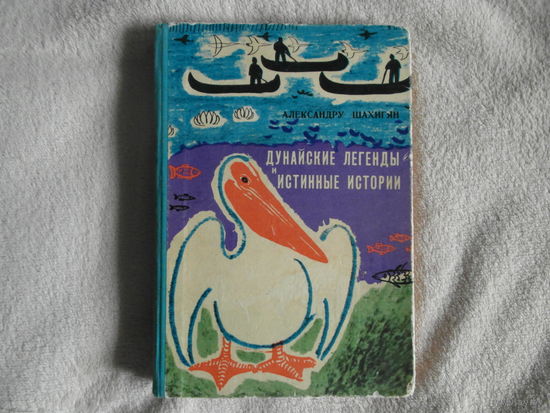 АЛЕКСАНДРУ ШАХИГЯН
ДУНАЙСКИЕ ЛЕГЕНДЫ
и
ИСТИННЫЕ ИСТОРИИ